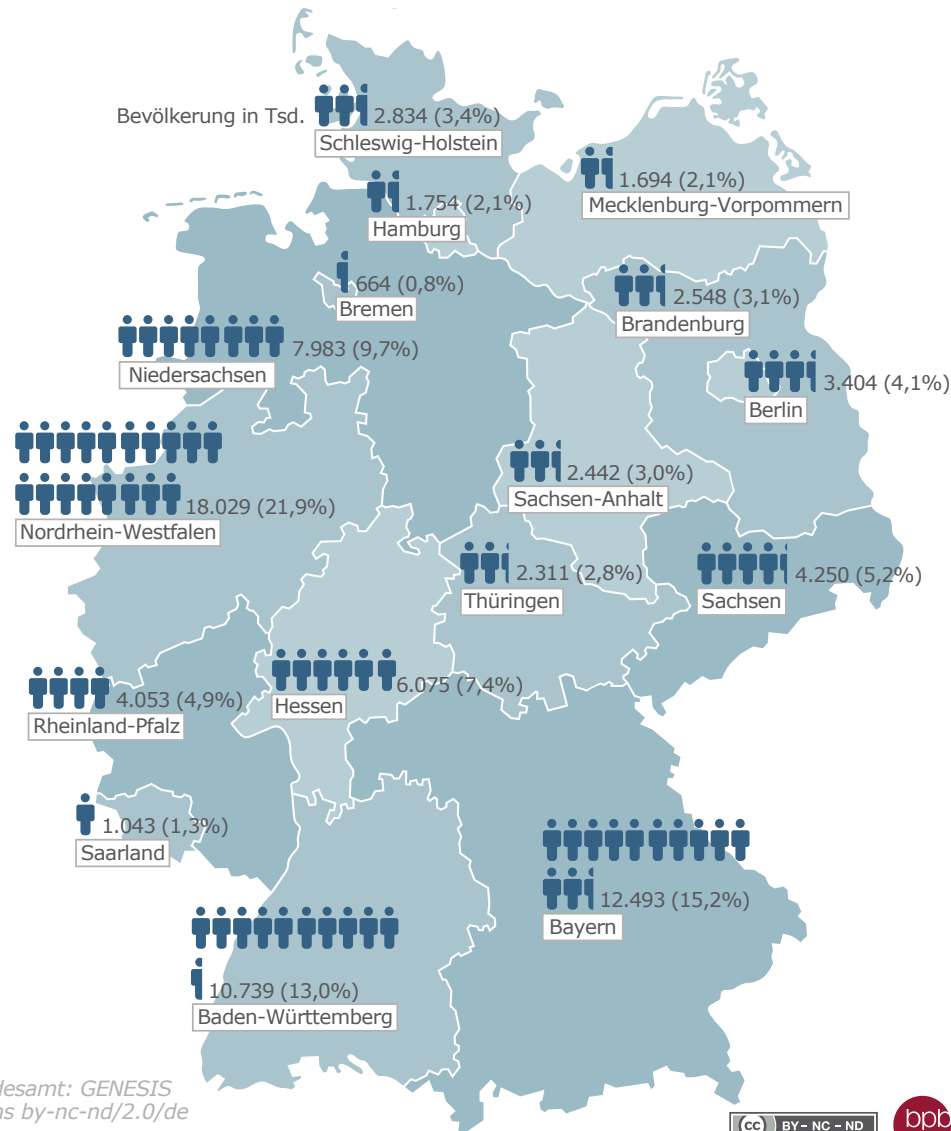 Bevölkerung in Tsd.
2.834 (3,4%)
Schleswig-Holstein
1.694 (2,1%)
Mecklenburg-Vorpommern
1.754 (2,1%)
Hamburg
664 (0,8%)
Bremen
2.548 (3,1%)
Brandenburg
7.983 (9,7%)
Niedersachsen
3.404 (4,1%)
Berlin
18.029 (21,9%)
Nordrhein-Westfalen
2.442 (3,0%)
Sachsen-Anhalt
2.311 (2,8%)
Thüringen
4.250 (5,2%)
Sachsen
4.053 (4,9%)
Rheinland-Pfalz
6.075 (7,4%)
Hessen
1.043 (1,3%)
Saarland
12.493 (15,2%)
Bayern
10.739 (13,0%)
Baden-Württemberg
desamt: GENESIS
ns by-nc-nd/2.0/de
cc BY - NC - ND
bpb